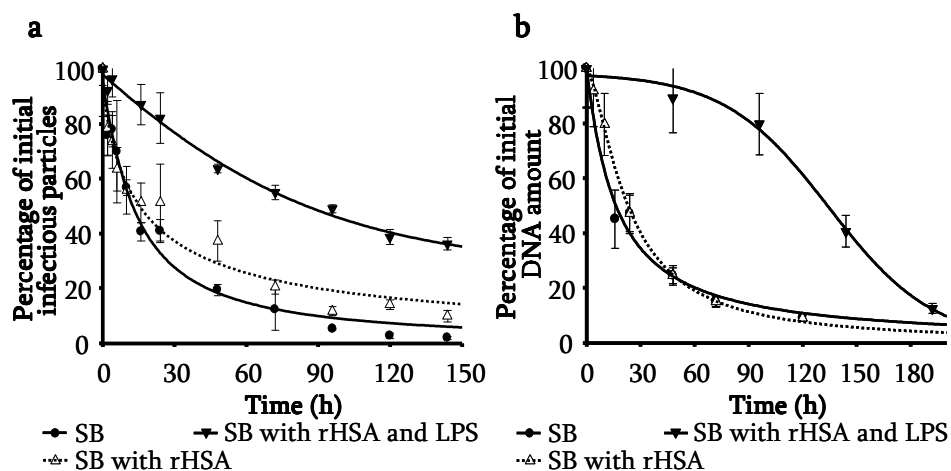 a
Percentage of initial
infectious particles
100
80
60
40
20
0
0 30 60 90 120 150
Time (h)
SB SB with rHSA and LPS
SB with rHSA
b
Percentage of initial
DNA amount
100
80
60
40
20
0
0 30 60 90 120 150 180
Time (h)
SB SB with rHSA and LPS
SB with rHSA